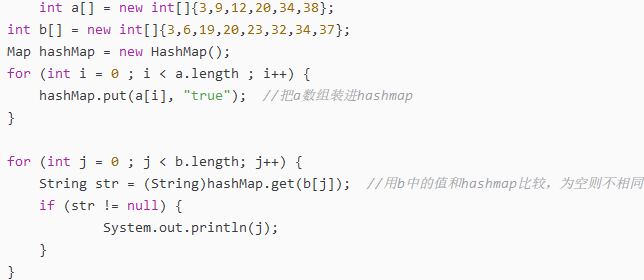 int a[] = new int[]{3,9,12,20,34,38};
int b[] = new int[]{3,6,19,20,23,32,34,37};
Map hashMap = new HashMap();
for (int i = 0 ; i < a.length ; i++) {
hashMap.put(a[i], "true");  //把a数组装进hashmap
}
for (int j = 0 ; j < b.length; j++) {
String str = (String)hashMap.get(b[j]);  //用b中的值和hashmap比较，为空则不相同
if (str != null) {
System.out.println(j);
}
}